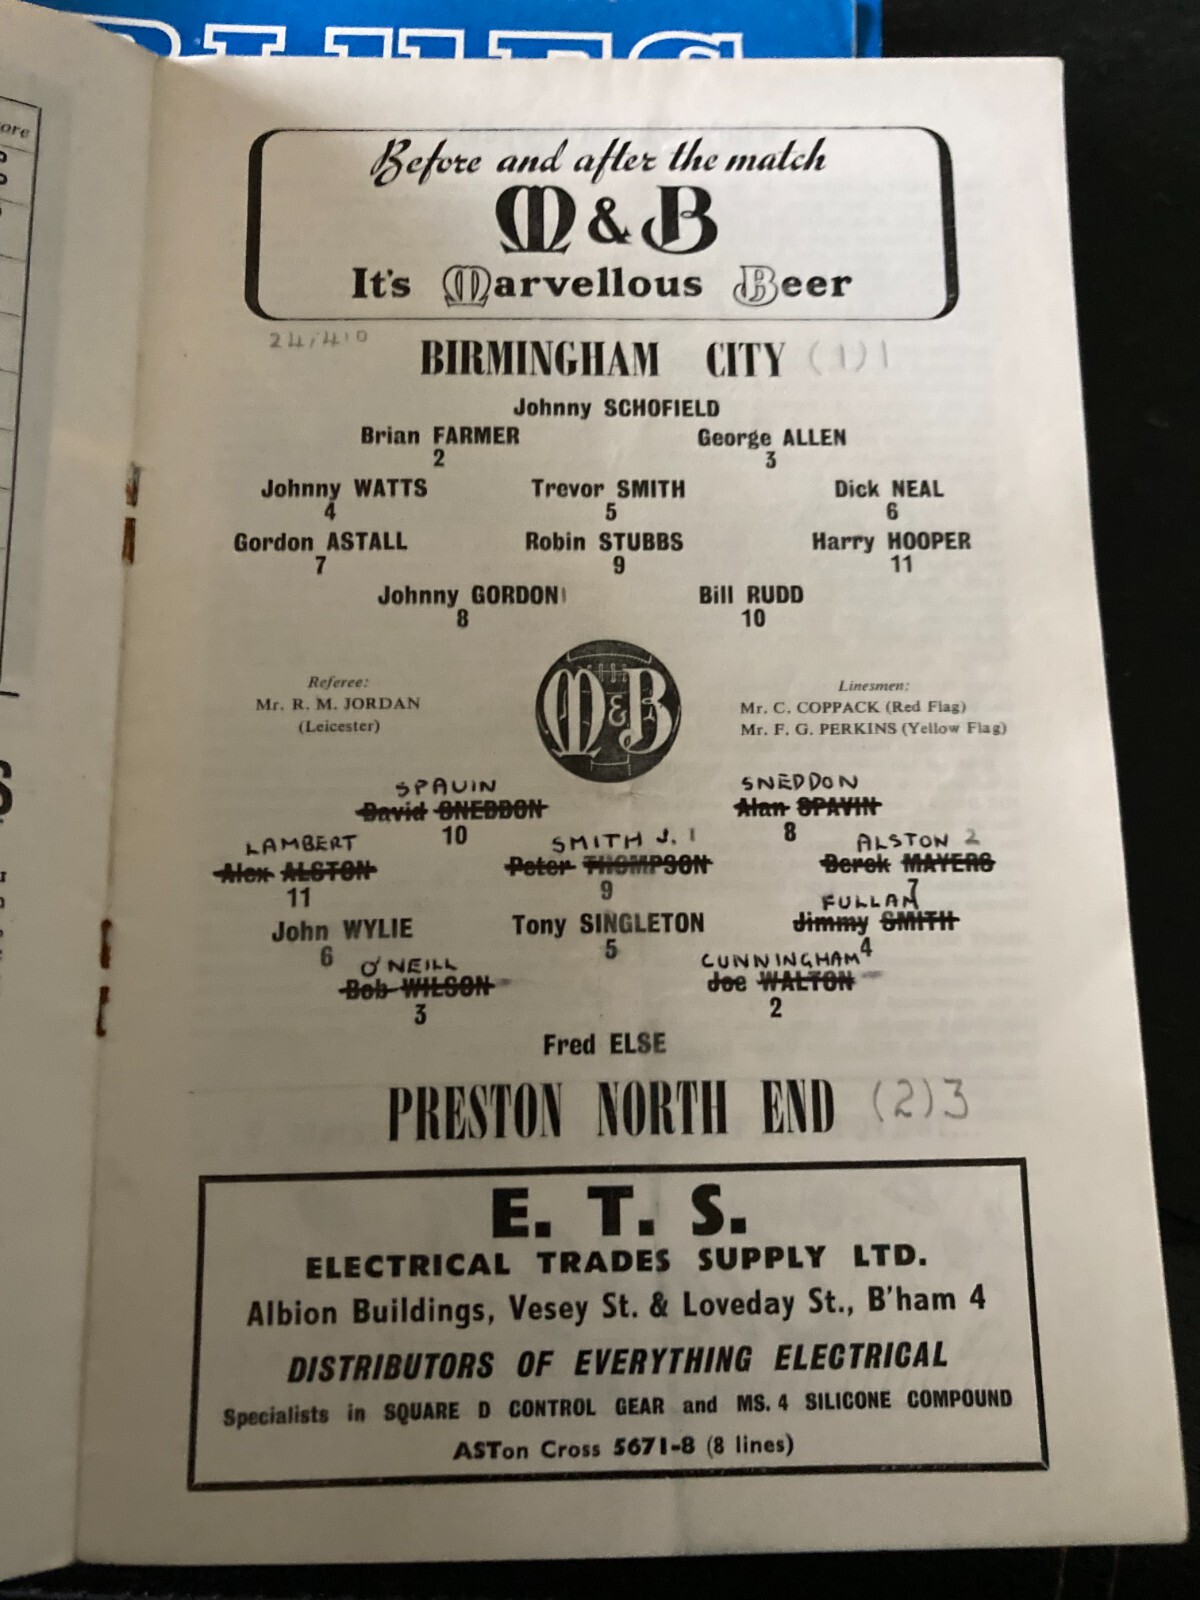 BLUES
ore
Before and after the match
M & B
It's Marvellous Beer
24,410
BIRMINGHAM CITY (1) 1
Johnny SCHOFIELD
Brian FARMER George ALLEN
2 3
Johnny WATTS Trevor SMITH Dick NEAL
4 5 6
Gordon ASTALL Robin STUBBS Harry HOOPER
7 9 11
Johnny GORDON 1 Bill RUDD
8 10
Referee:
Mr. R. M. JORDAN
(Leicester)
M & B
Linesmen:
Mr. C. COPPACK (Red Flag)
Mr. F. G. PERKINS (Yellow Flag)
SPAVIN SNEDDON
David SNEDDON Alan SPAVIN
10 8
LAMBERT SMITH J. 1 ALSTON 2
Alex ALSTON Peter THOMPSON Derek MAYERS
11 9 7
FULLAM
John WYLIE Tony SINGLETON Jimmy SMITH
6 5 4
O'NEILL CUNNINGHAM
Bob WILSON Joe WALTON
3 2
Fred ELSE
PRESTON NORTH END (2) 3
E. T. S.
ELECTRICAL TRADES SUPPLY LTD.
Albion Buildings, Vesey St. & Loveday St., B'ham 4
DISTRIBUTORS OF EVERYTHING ELECTRICAL
Specialists in SQUARE D CONTROL GEAR and MS. 4 SILICONE COMPOUND
ASTon Cross 5671-8 (8 lines)